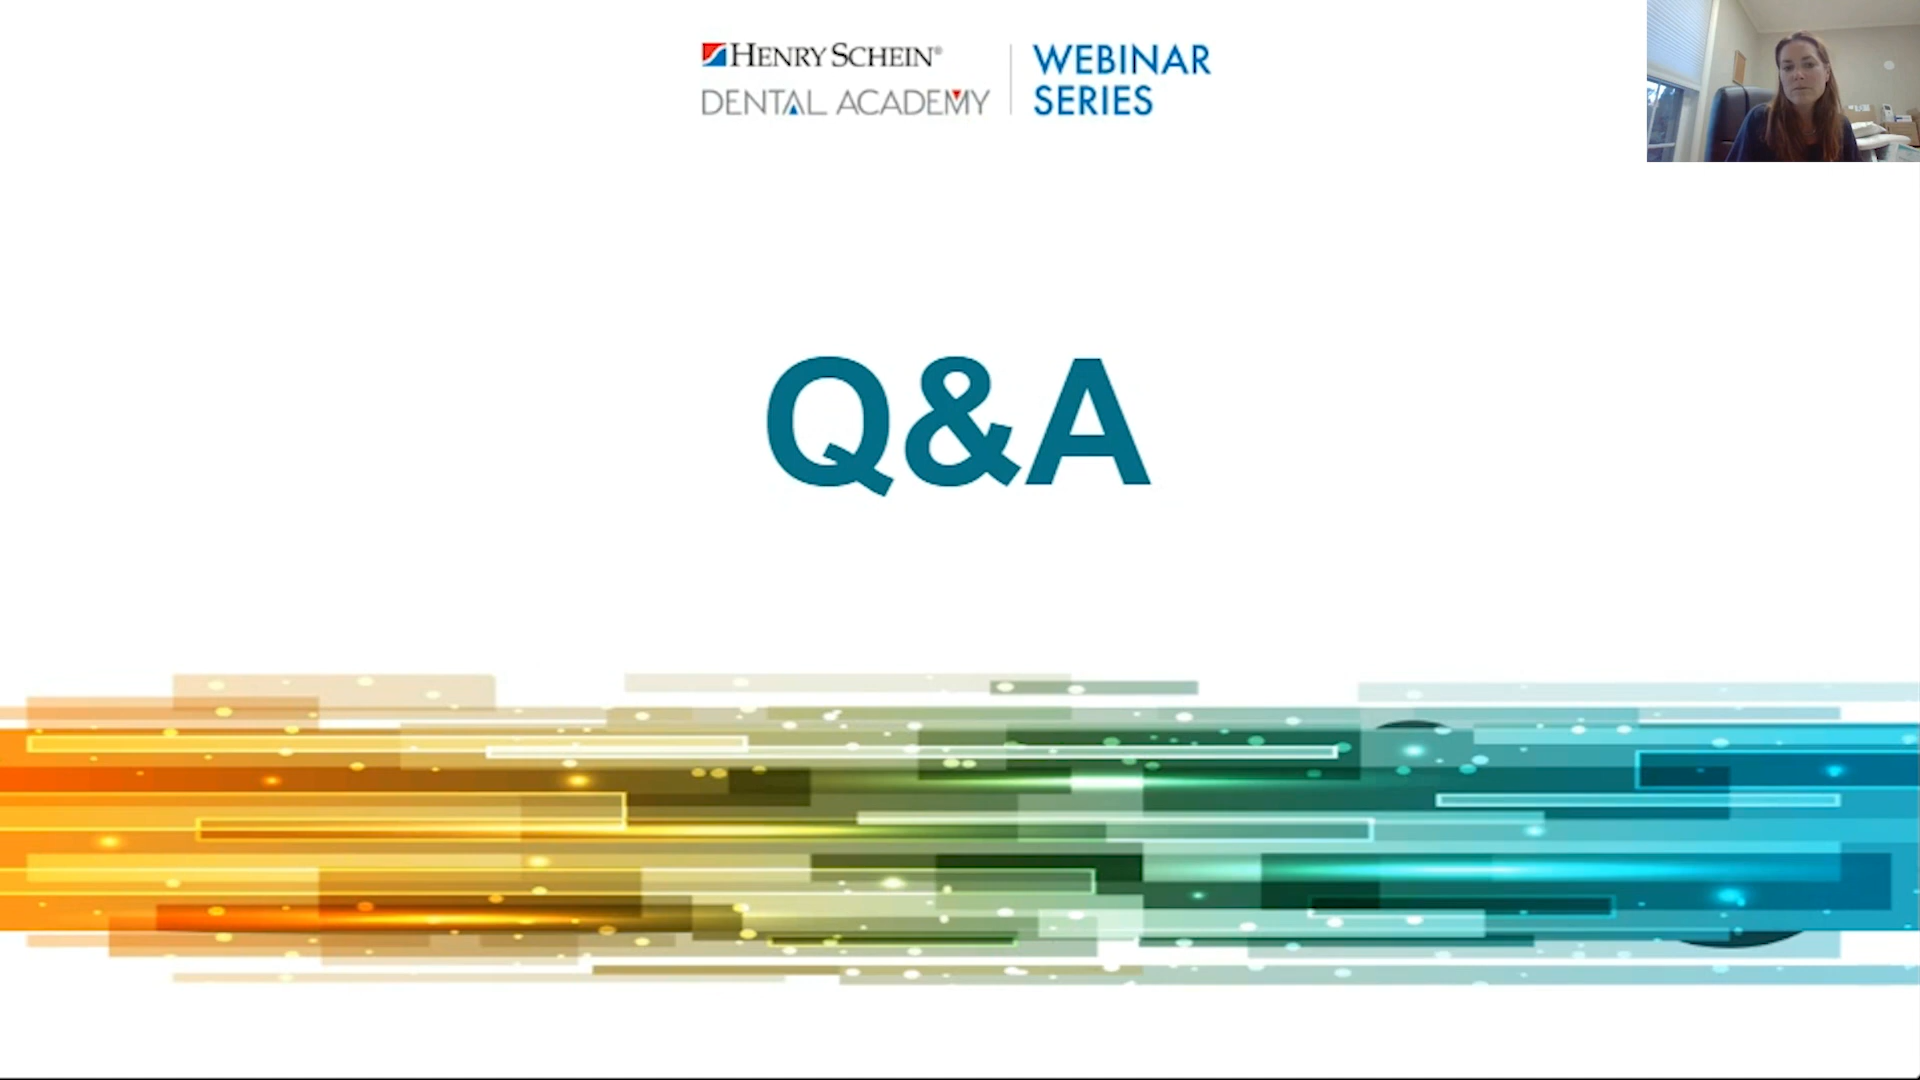 HENRY SCHEIN®
DENTAL ACADEMY
WEBINAR
SERIES
Q&A